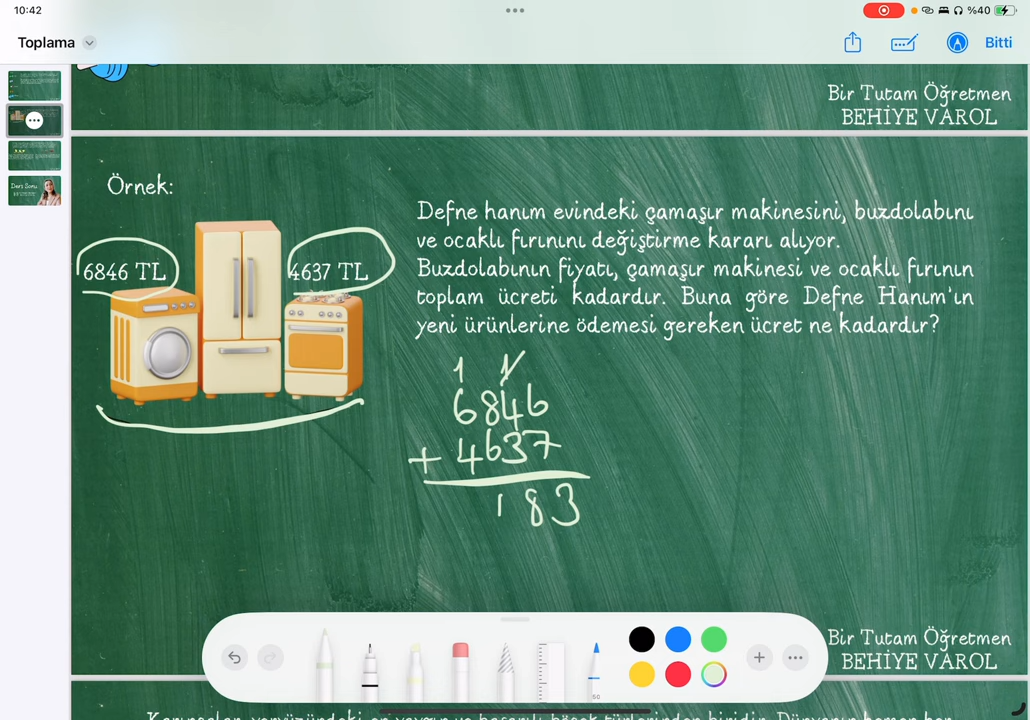 10:42
%40
Toplama
Bitti
Bir Tutam Öğretmen
BEHİYE VAROL
Örnek:
6846 TL
4637 TL
Defne hanım evindeki çamaşır makinesini, buzdolabını
ve ocaklı fırınını değiştirme kararı alıyor.
Buzdolabının fiyatı, çamaşır makinesi ve ocaklı fırının
toplam ücreti kadardır. Buna göre Defne Hanım'ın
yeni ürünlerine ödemesi gereken ücret ne kadardır?
1 1
6846
+ 4637
183
50
Bir Tutam Öğretmen
BEHİYE VAROL
Ders Sonu